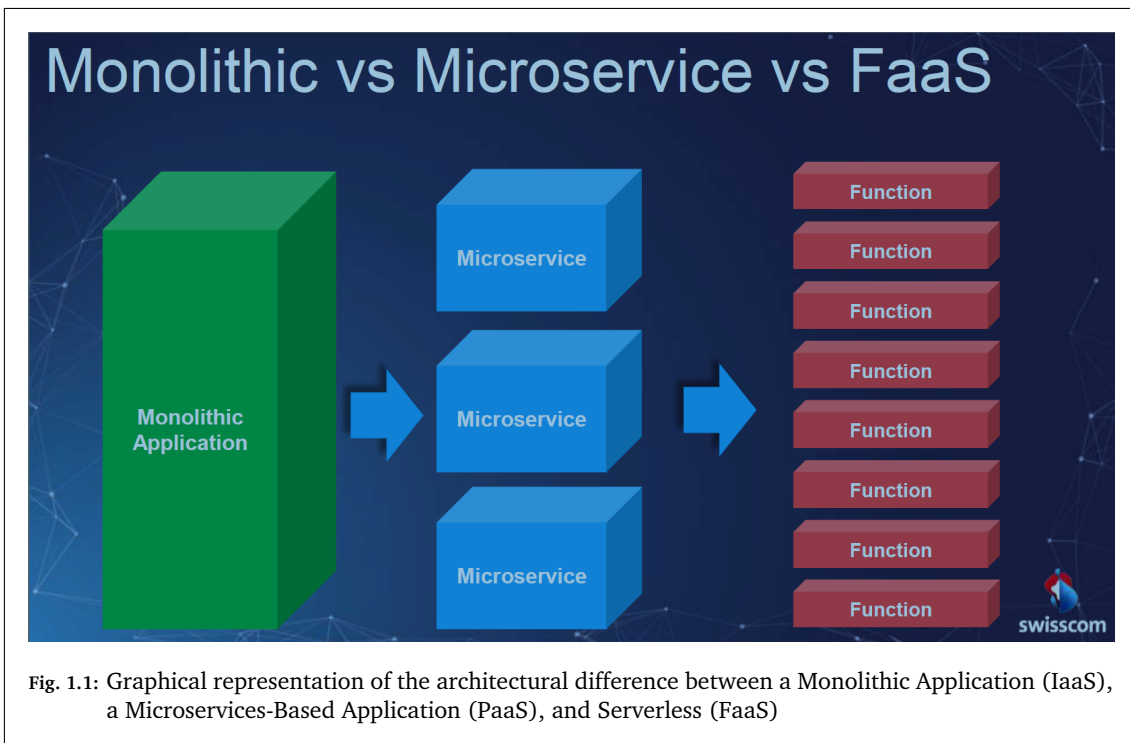 Monolithic vs Microservice vs FaaS
Monolithic
Application
Microservice
Microservice
Microservice
Function
Function
Function
Function
Function
Function
Function
Function
swisscom
Fig. 1.1: Graphical representation of the architectural difference between a Monolithic Application (IaaS),
a Microservices-Based Application (PaaS), and Serverless (FaaS)